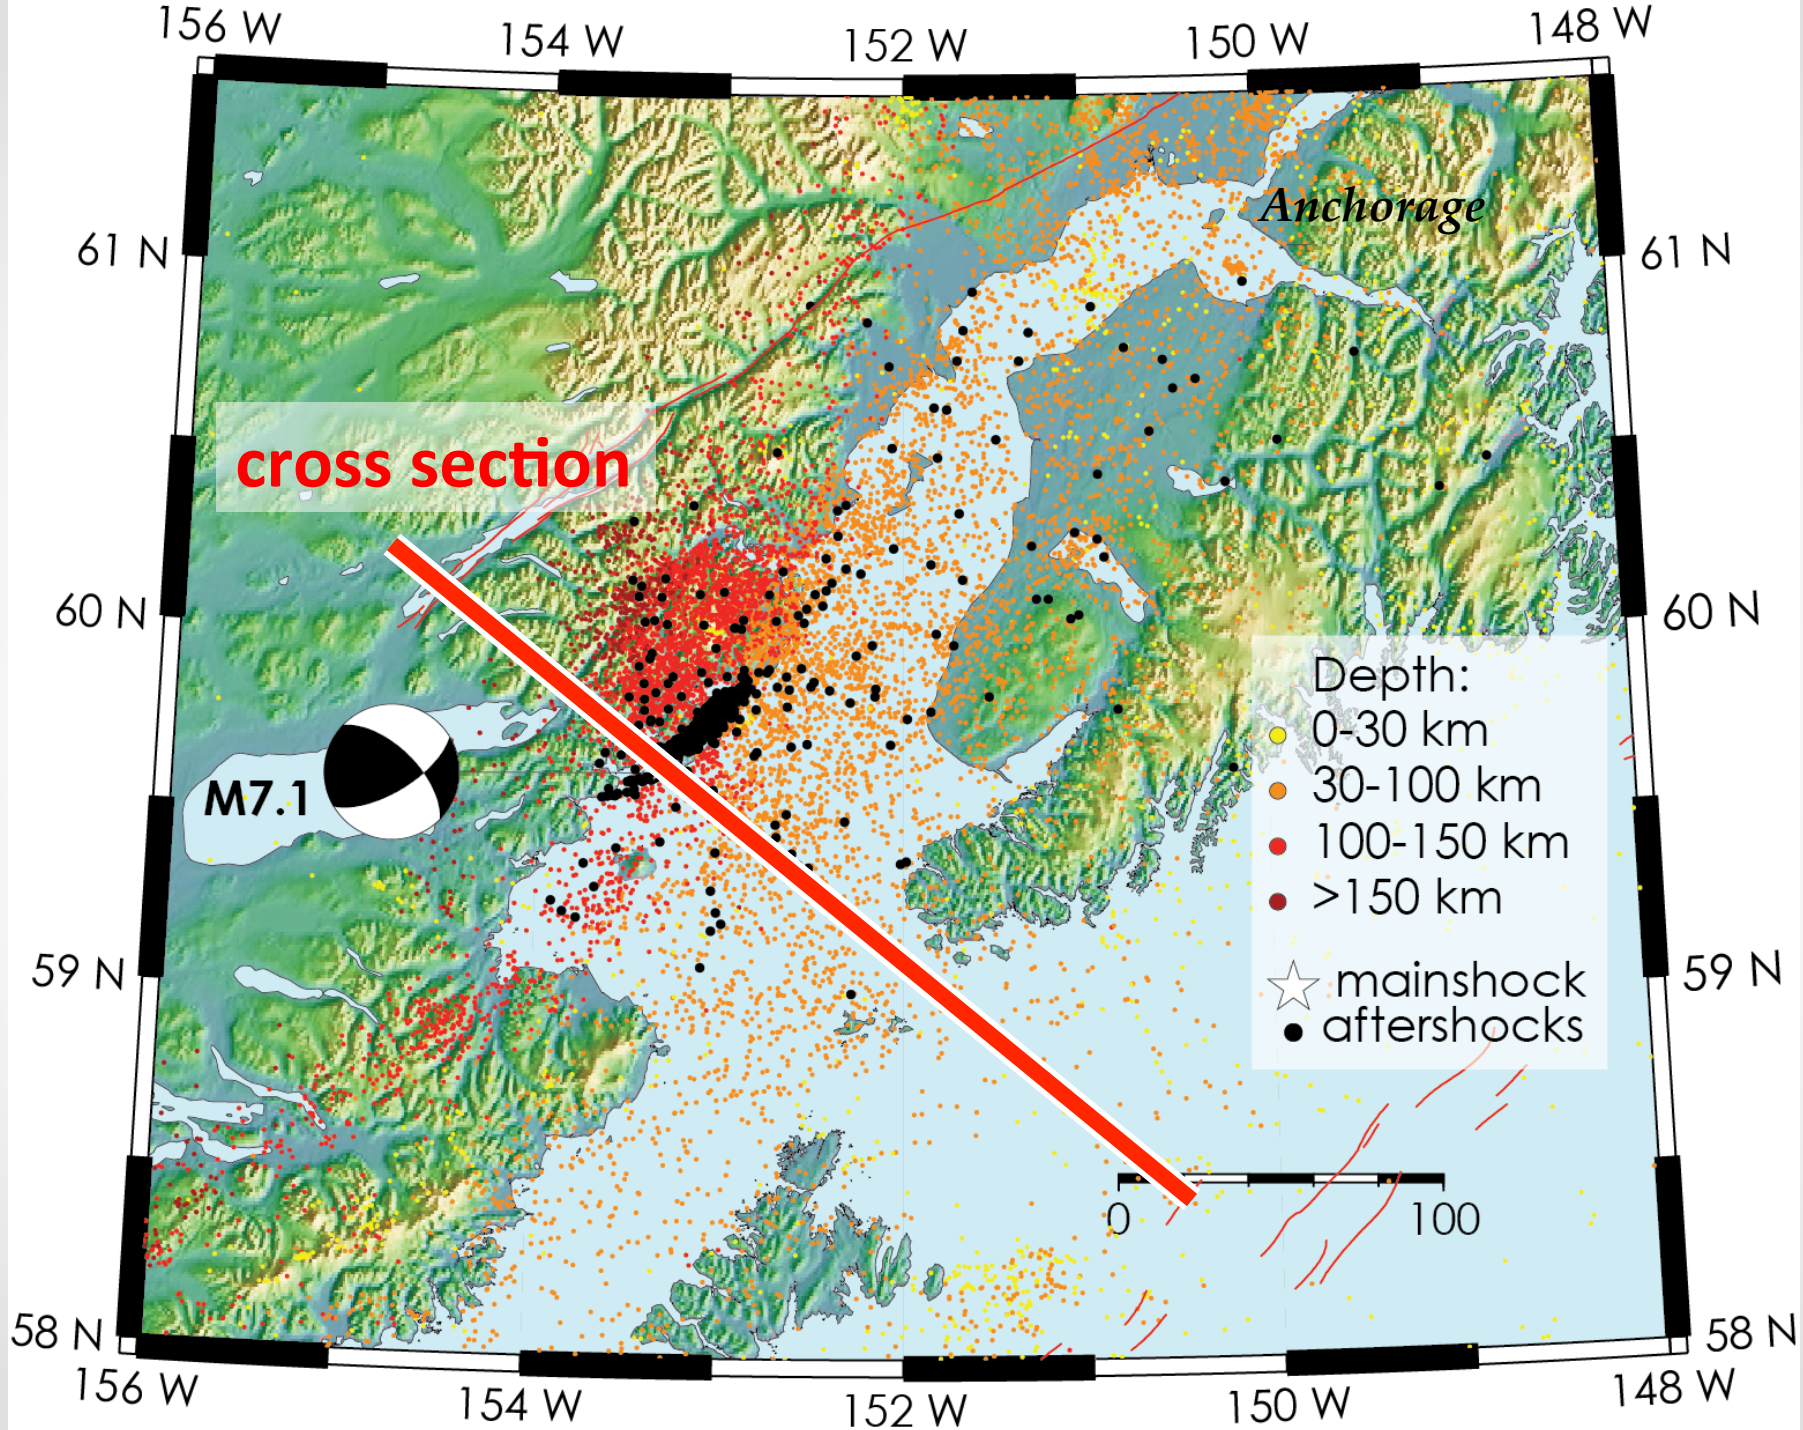 156 W
154 W
152 W
150 W
148 W
Anchorage
61 N
61 N
cross section
60 N
60 N
Depth:
0-30 km
M7.1
30-100 km
100-150 km
>150 km
59 N
59 N
mainshock
aftershocks
0
100
58 N
58 N
156 W
154 W
152 W
150 W
148 W